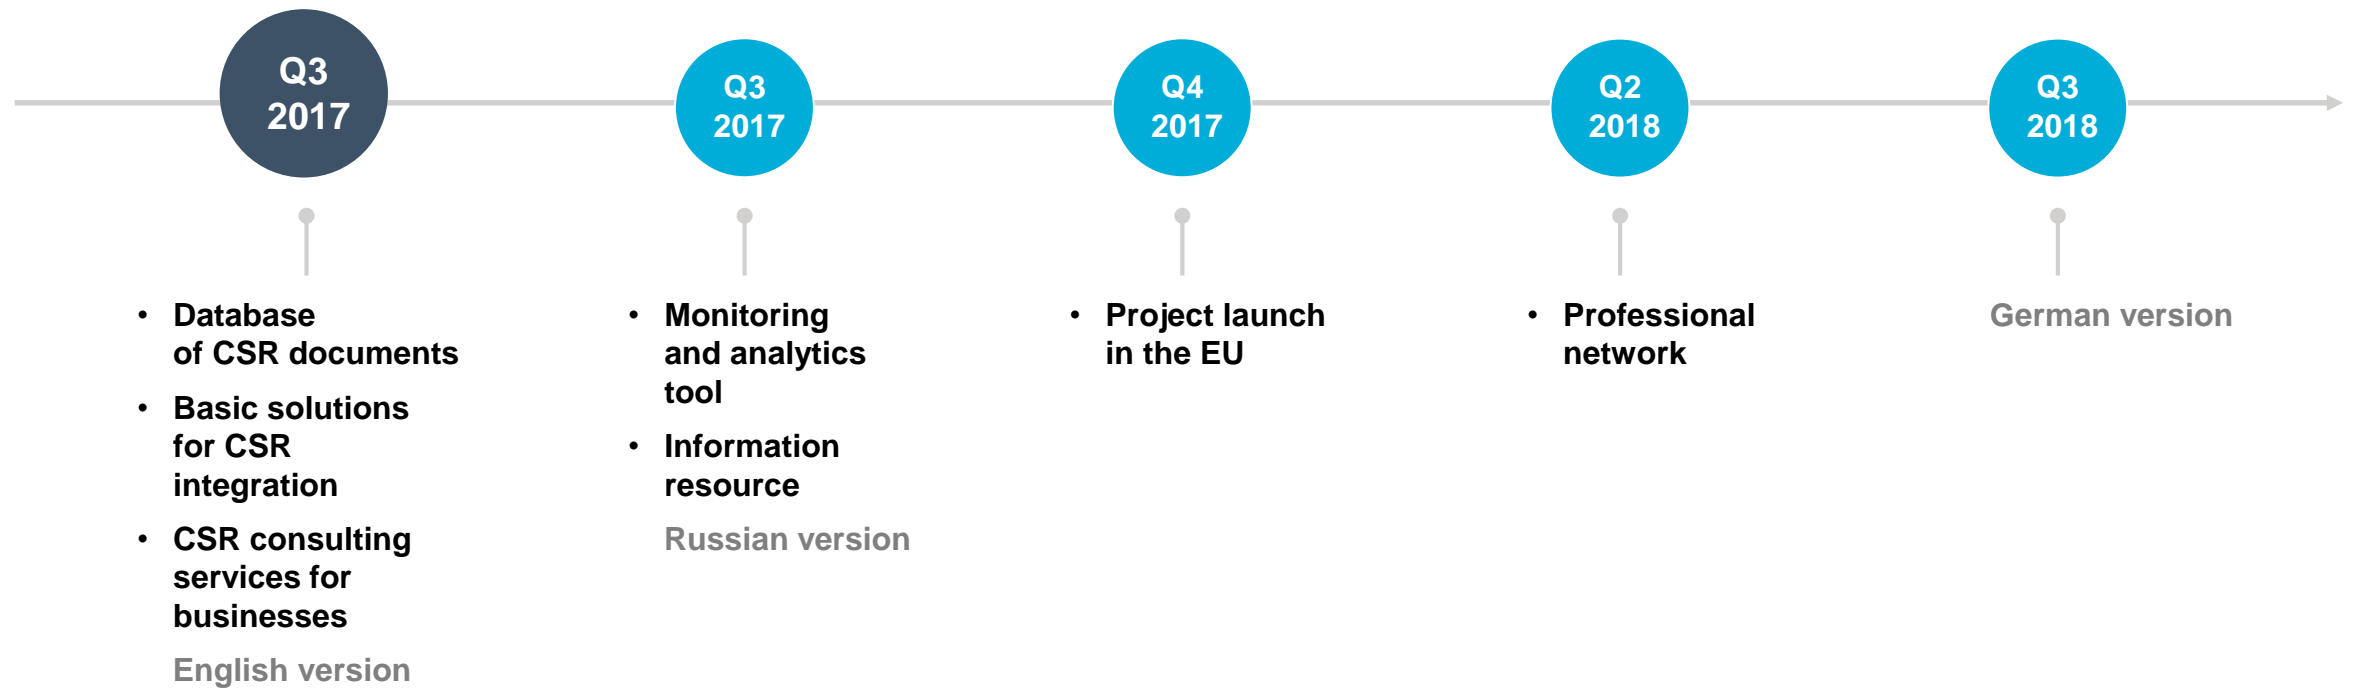 Q3
2017
Q3
2017
Q4
2017
Q2
2018
Q3
2018
• Database
of CSR documents
• Basic solutions
for CSR
integration
• CSR consulting
services for
businesses
English version
• Monitoring
and analytics
tool
• Information
resource
Russian version
• Project launch
in the EU
• Professional
network
German version